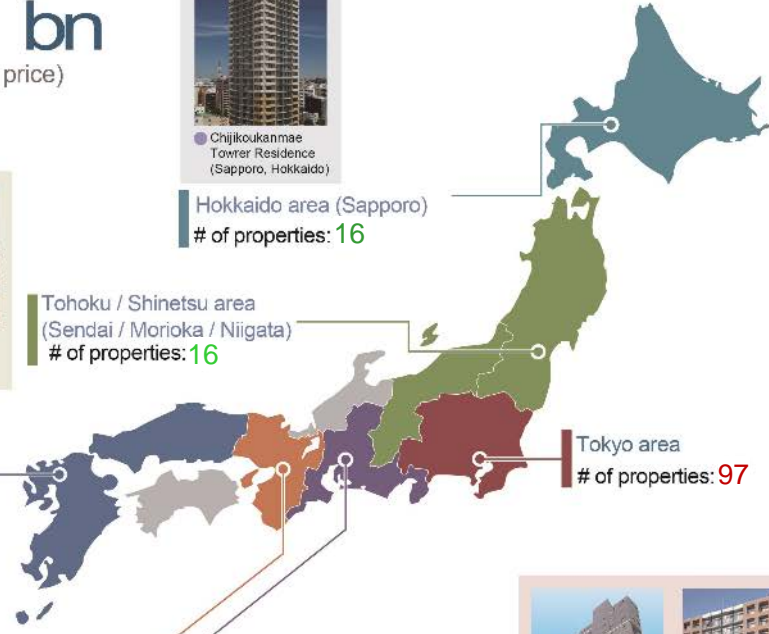 bn
price)
Chijikoukanmae
Towrer Residence
(Sapporo, Hokkaido)
Hokkaido area (Sapporo)
# of properties: 16
Tohoku / Shinetsu area
(Sendai / Morioka / Niigata)
# of properties: 16
Tokyo area
# of properties: 97